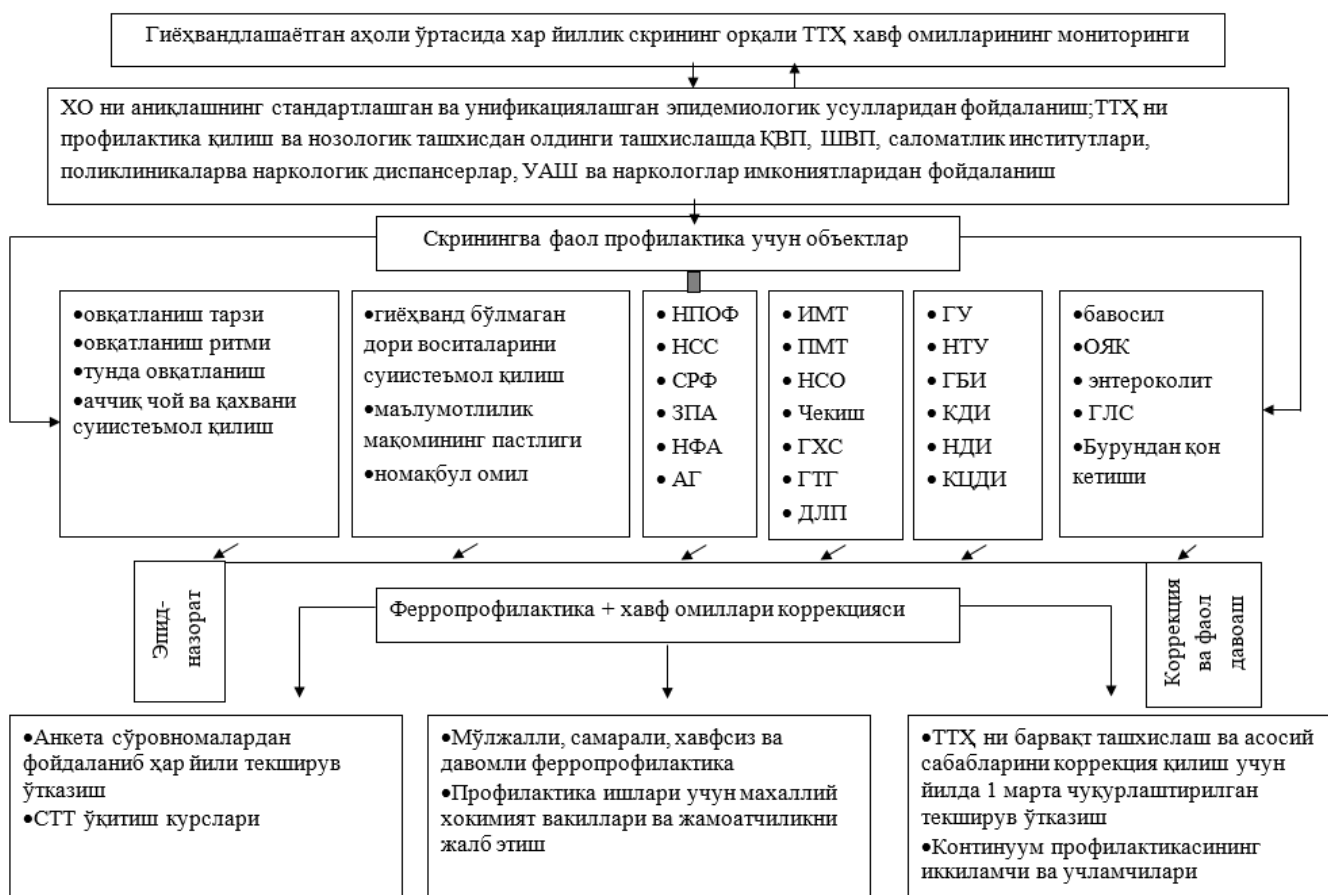 Гиёҳвандлашаётган аҳоли ўртасида хар йиллик скрининг орқали ТТҲ хавф омилларининг мониторинги
ХО ни аниқлашнинг стандартлашган ва унификациялашган эпидемиологик усулларидан фойдаланиш;ТТҲ ни
профилактика қилиш ва нозологик ташхисдан олдинги ташхислашда ҚВП, ШВП, саломатлик институтлари,
поликлиникаларва наркологик диспансерлар, УАШ ва наркологлар имкониятларидан фойдаланиш
Скринингва фаол профилактика учун объектлар
•овқатланиш тарзи
•овқатланиш ритми
•тунда овқатланиш
•аччиқ чой ва қахвани
суиистеъмол қилиш
•гиёҳванд бўлмаган
дори воситаларини
суиистеъмол қилиш
•маълумотлилик
мақомининг пастлиги
•номақбул омил
• НПОФ
• НСС
• СРФ
• ЗПА
• НФА
• АГ
• ИМТ
• ПМТ
• НСО
• Чекиш
• ГХС
• ГТГ
• ДЛП
• ГУ
• НТУ
• ГБИ
• КДИ
• НДИ
• КЦДИ
• бавосил
•ОЯК
• энтероколит
• ГЛС
•Бурундан қон
кетиши
Эпид-
назорат
Ферропрофилактика + хавф омиллари коррекцияси
Коррекция
ва фаол
давоаш
•Анкета сўровномалардан
фойдаланиб ҳар йили текширув
ўтказиш
•СТТ ўқитиш курслари
•Мўлжалли, самарали, хавфсиз ва
давомли ферропрофилактика
•Профилактика ишлари учун махаллий
хокимият вакиллари ва жамоатчиликни
жалб этиш
•ТТҲ ни барвақт ташхислаш ва асосий
сабабларини коррекция қилиш учун
йилда 1 марта чуқурлаштирилган
текширув ўтказиш
•Континуум профилактикасининг
иккиламчи ва учламчилари